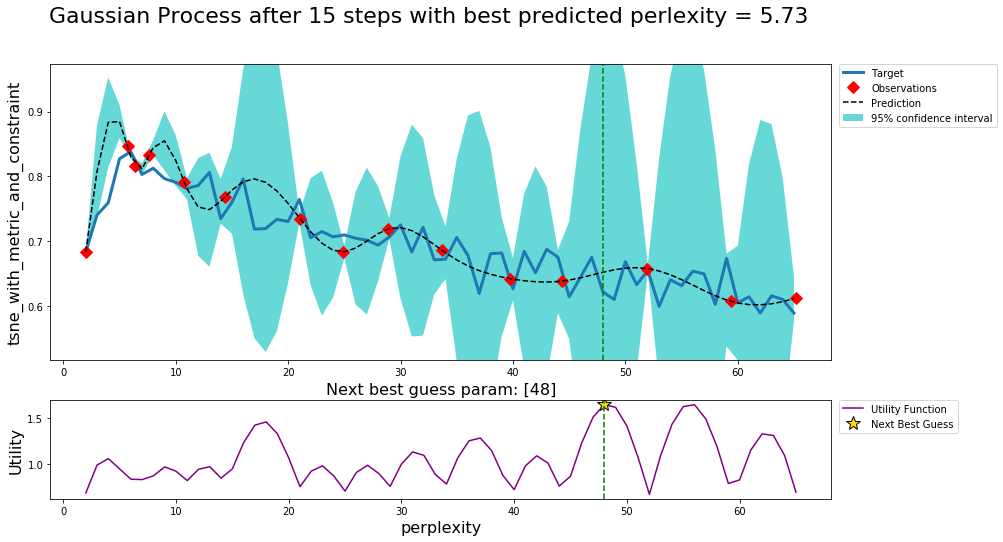 Gaussian Process after 15 steps with best predicted perlexity = 5.73
tsne_with_metric_and_constraint
0.9
0.8
0.7
0.6
0 10 20 30 40 50 60
Target
Observations
Prediction
95% confidence interval
Next best guess param: [48]
Utility
1.5
1.0
0 10 20 30 40 50 60
perplexity
Utility Function
Next Best Guess